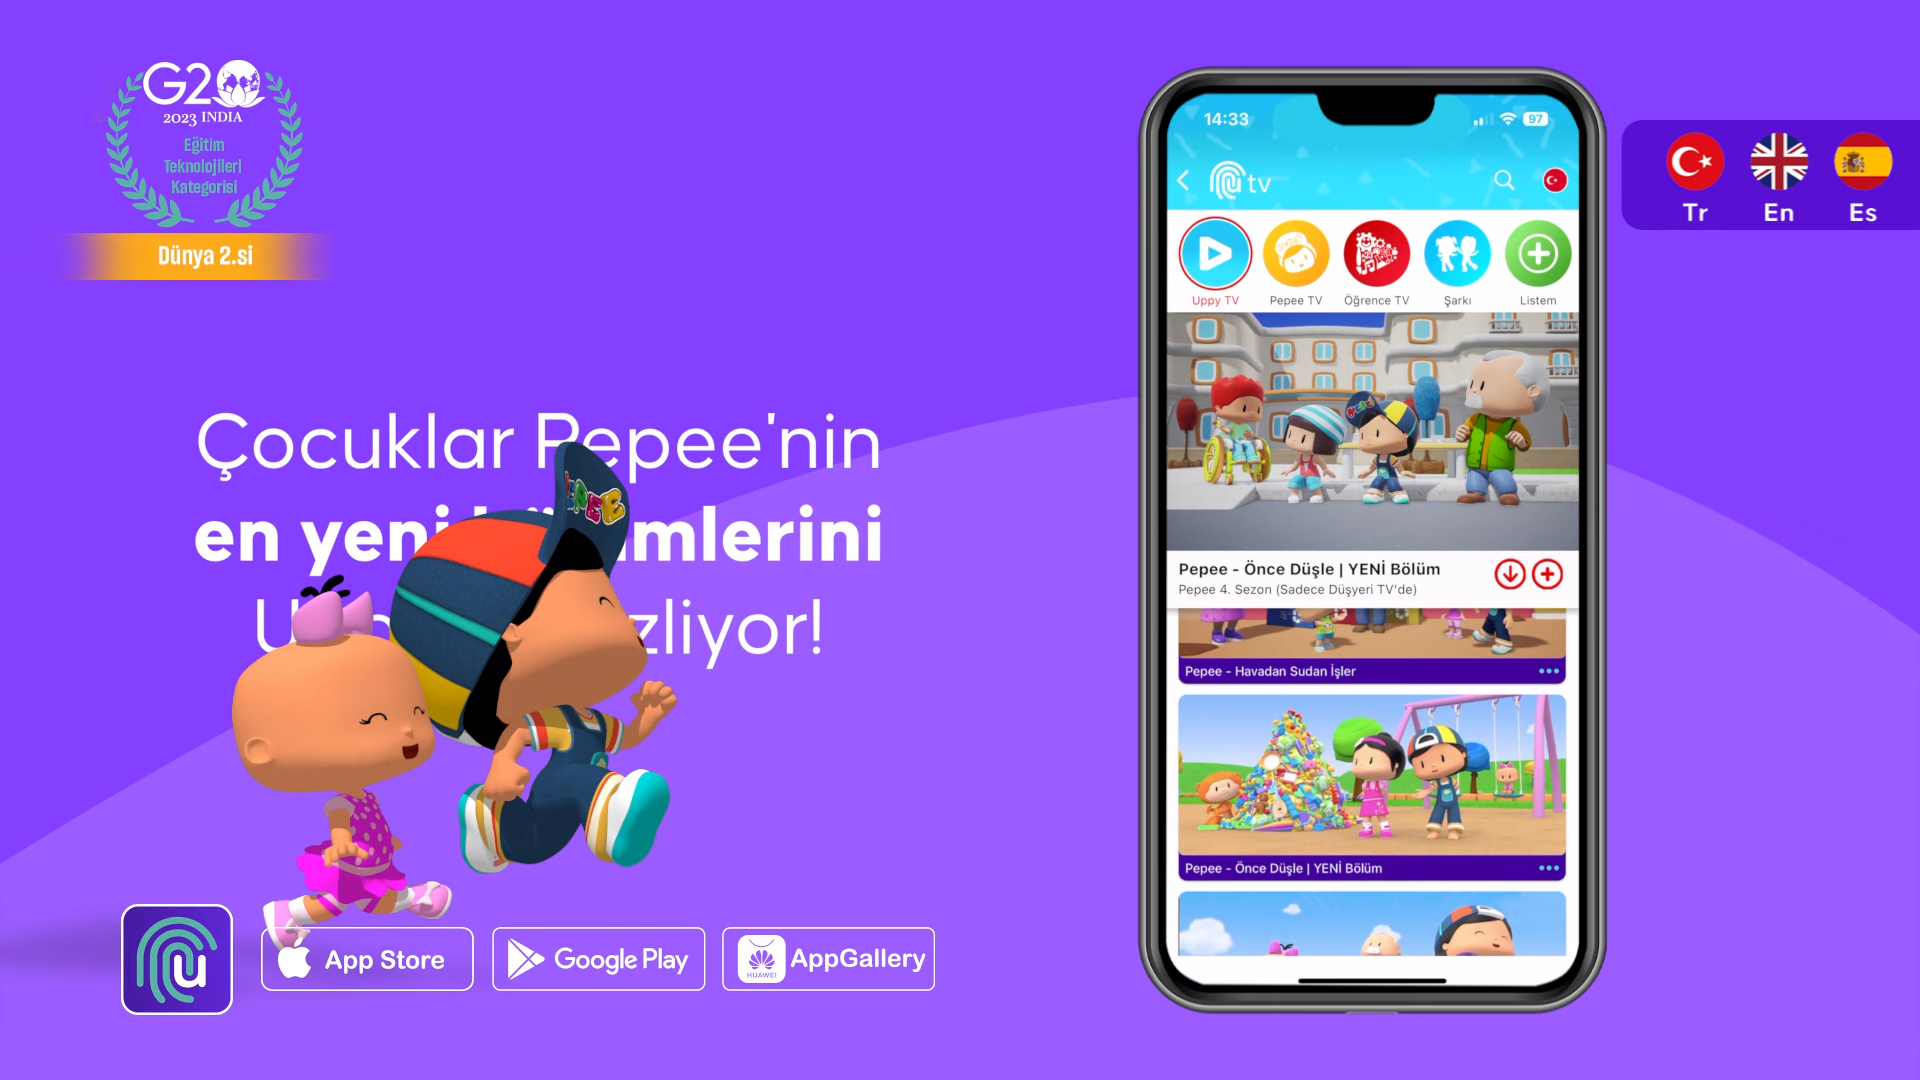 G20
2023 INDIA
Eğitim
Teknolojileri
Kategorisi
Dünya 2.si
Çocuklar Pepee'nin
en yeni
U
App Store
Google Play
HUAWEI
AppGallery
u
14:33
97
u tv
Uppy TV
Pepee TV
Öğrence TV
Şarkı
Listem
Pepee - Önce Düşle | YENİ Bölüm
Pepee 4. Sezon (Sadece Düşyeri TV'de)
Pepee - Havadan Sudan İşler
Pepee - Önce Düşle | YENİ Bölüm
Tr
En
Es